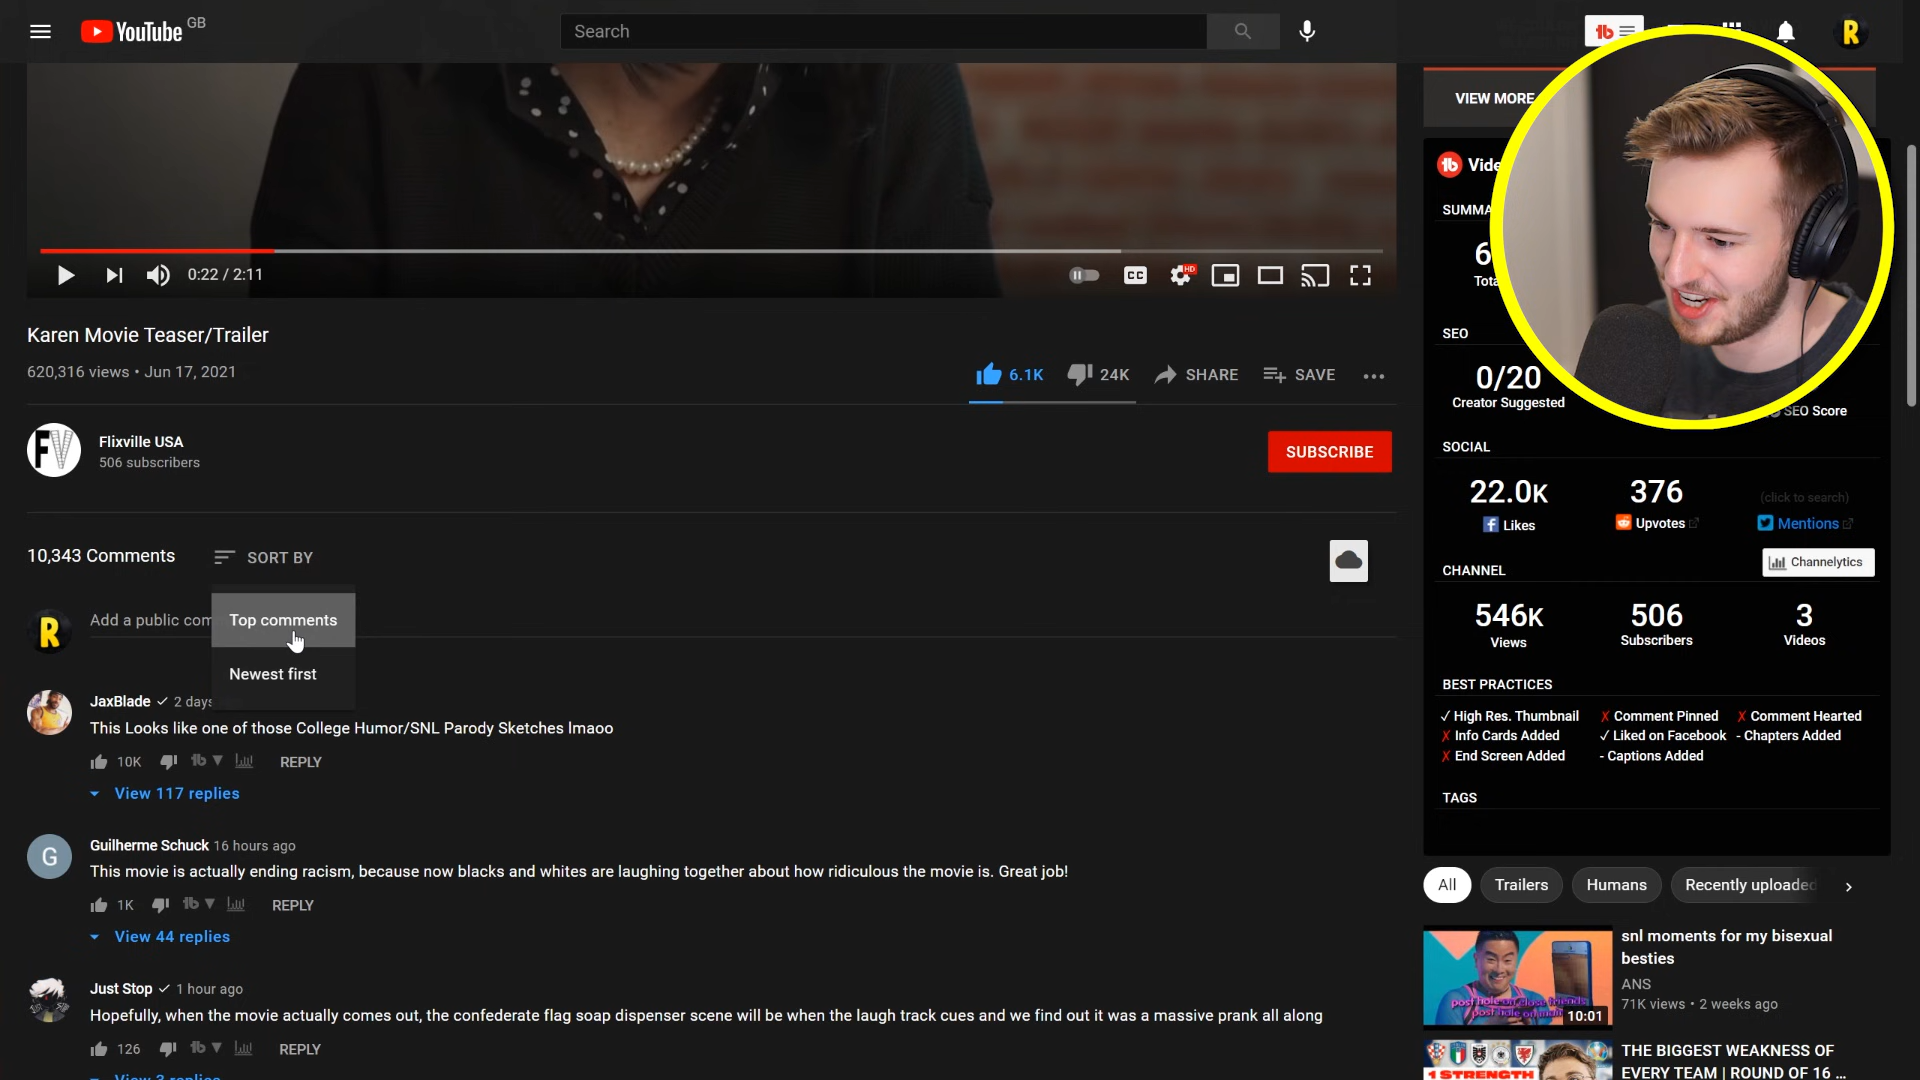 YouTube GB
Search
VIEW MORE
0:22 / 2:11
CC
HD
Karen Movie Teaser/Trailer
620,316 views • Jun 17, 2021
6.1K
24K
SHARE
SAVE
FV
Flixville USA
506 subscribers
SUBSCRIBE
10,343 Comments
SORT BY
R
Top comments
Newest first
JaxBlade ✓
This Looks like one of those College Humor/SNL Parody Sketches lmaoo
10K
REPLY
View 117 replies
G
Guilherme Schuck 16 hours ago
This movie is actually ending racism, because now blacks and whites are laughing together about how ridiculous the movie is. Great job!
1K
REPLY
View 44 replies
Just Stop ✓ 1 hour ago
Hopefully, when the movie actually comes out, the confederate flag soap dispenser scene will be when the laugh track cues and we find out it was a massive prank all along
126
REPLY
View 3 replies
SEO
0/20
Creator Suggested
SEO Score
SOCIAL
22.0K
Likes
376
Upvotes
(click to search)
Mentions
CHANNEL
Channelytics
546K
Views
506
Subscribers
3
Videos
BEST PRACTICES
✓ High Res. Thumbnail
✗ Comment Pinned
✗ Comment Hearted
✗ Info Cards Added
✓ Liked on Facebook
- Chapters Added
✗ End Screen Added
- Captions Added
TAGS
All
Trailers
Humans
Recently uploaded
10:01
snl moments for my bisexual
besties
ANS
71K views • 2 weeks ago
1 STRENGTH
THE BIGGEST WEAKNESS OF
EVERY TEAM | ROUND OF 16 ...